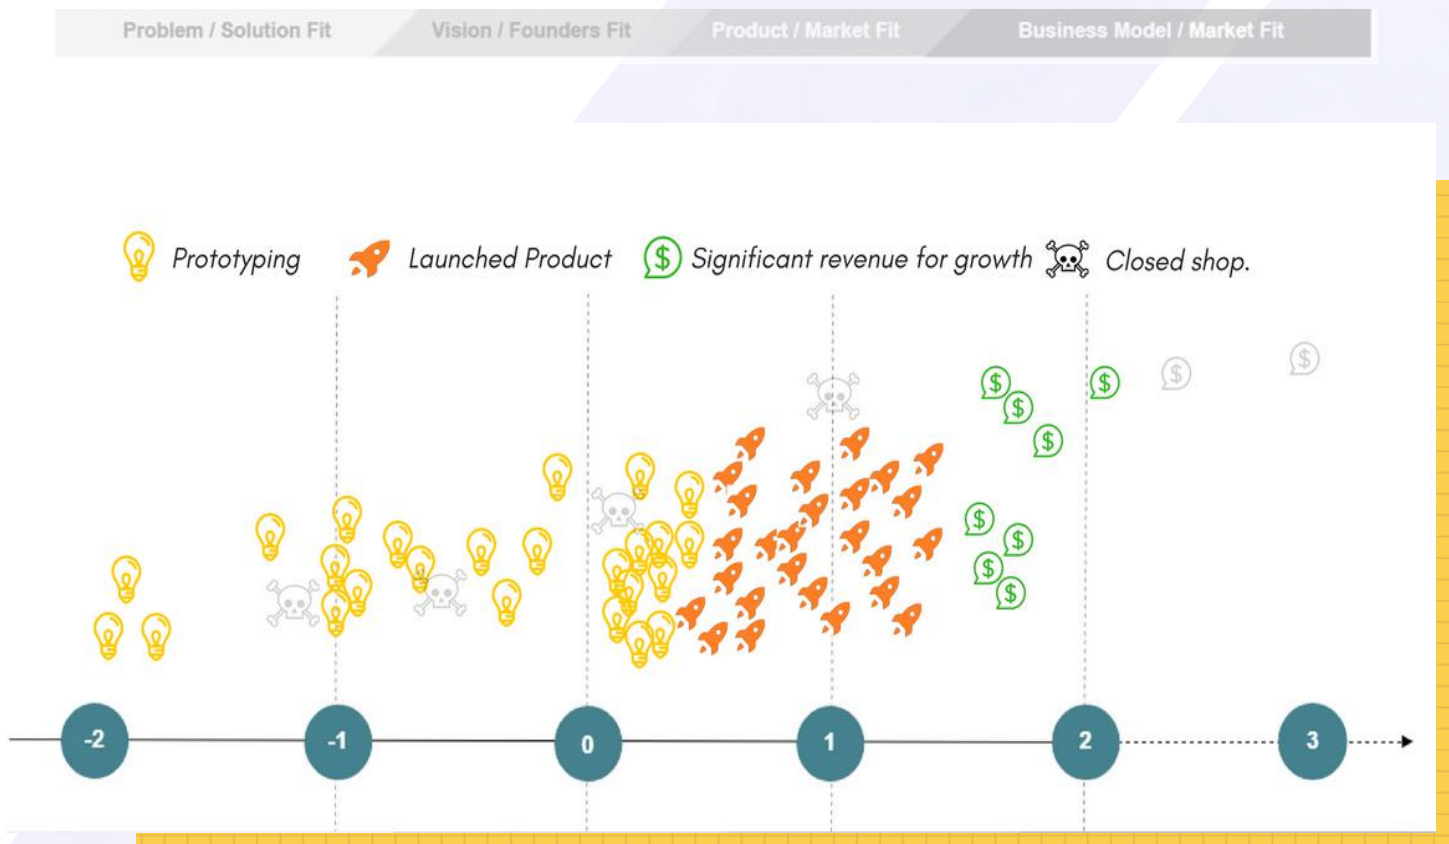 Problem / Solution Fit Vision / Founders Fit Product / Market Fit Business Model / Market Fit
Prototyping Launched Product Significant revenue for growth Closed shop.
-2 -1 0 1 2 3